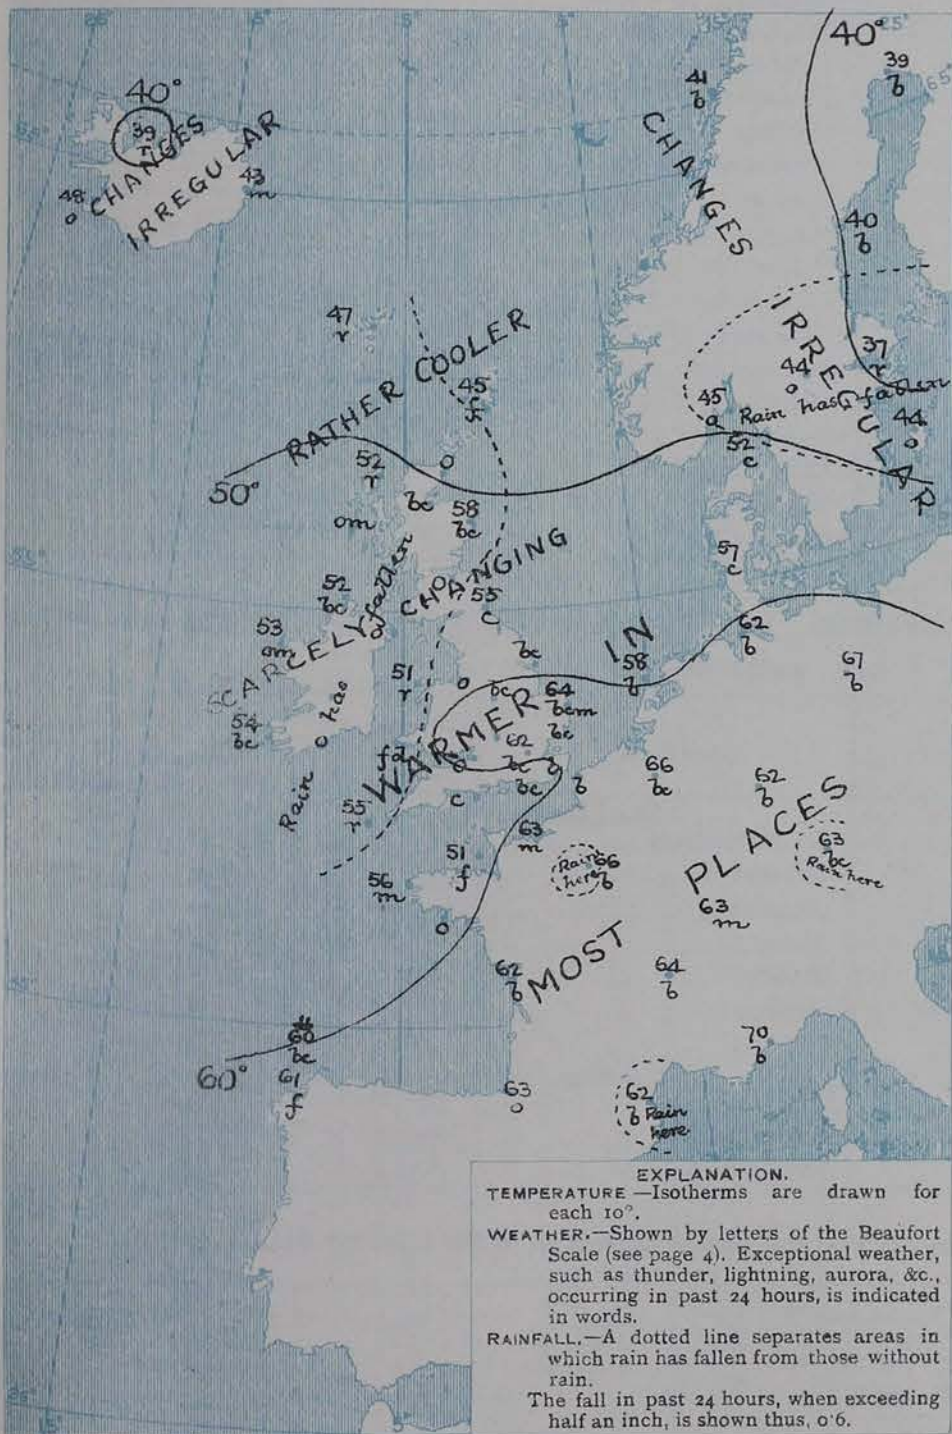 40°
40°
39
b
41
b
39
r
CHANGES
IRREGULAR
48
o
43
m
CHANGES
IRREGULAR
40
b
47
r
RATHER COOLER
45
f
37
r
44
o
45
o
Rain has fallen
44
o
52
c
50°
52
r
o
bc
58
bc
om
57
c
SCARCELY CHANGING
52
bc
o
o
55
c
53
om
bc
62
b
IN
58
b
67
b
51
r
o
bc
64
bcm
bc
54
bc
o
Rain has fallen
WARMER
62
bc
b
fd
o
bc
b
66
bc
62
b
c
55
r
63
m
PLACES
63
bc
Rain here
51
f
Rain
here
66
b
56
m
63
m
o
MOST
62
b
64
b
60
bc
60°
70
b
61
f
63
o
62
b
Rain
here
EXPLANATION.
TEMPERATURE —Isotherms are drawn for
each 10°.
WEATHER.—Shown by letters of the Beaufort
Scale (see page 4). Exceptional weather,
such as thunder, lightning, aurora, &c.,
occurring in past 24 hours, is indicated
in words.
RAINFALL.—A dotted line separates areas in
which rain has fallen from those without
rain.
The fall in past 24 hours, when exceeding
half an inch, is shown thus, 0·6.